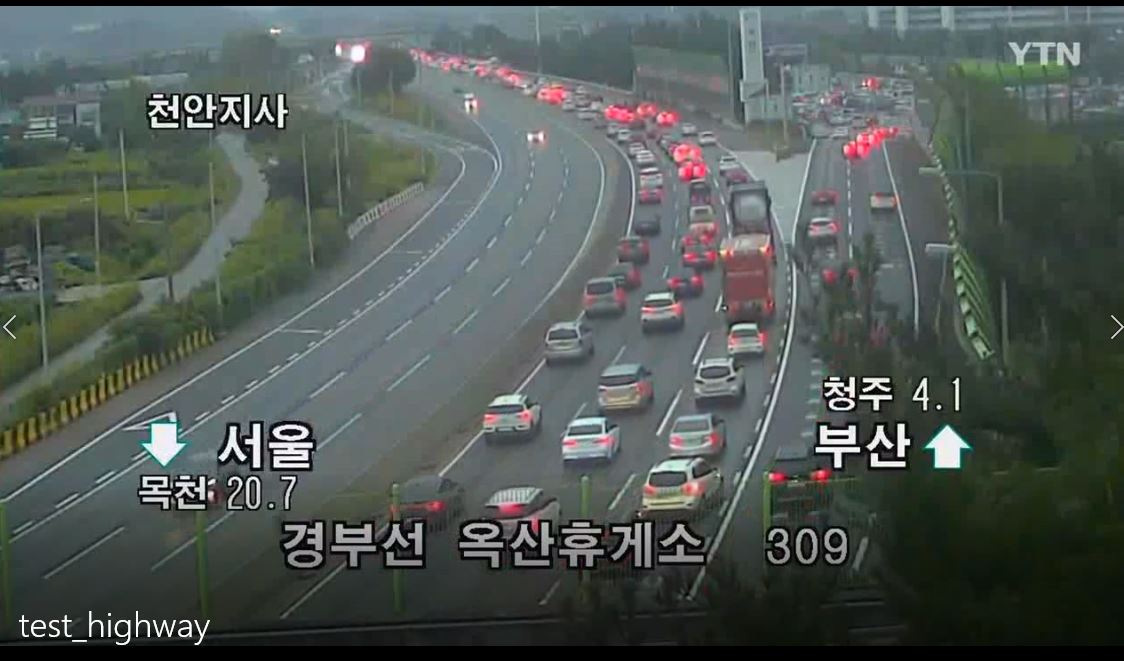 YTN
천안지사
청주 4.1
서울
부산
목천 20.7
경부선 옥산휴게소 309
test_highway